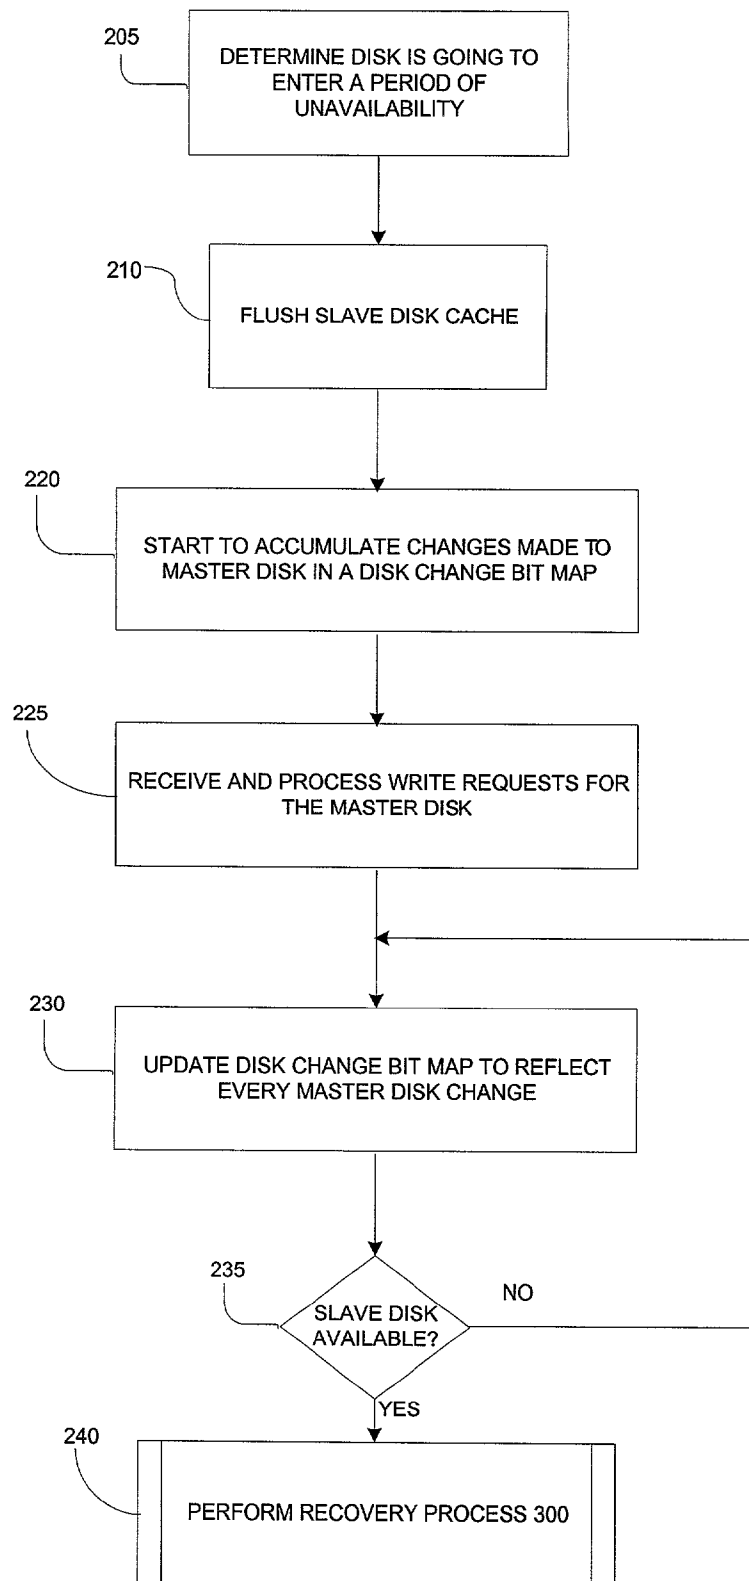 205
DETERMINE DISK IS GOING TO
ENTER A PERIOD OF
UNAVAILABILITY
210
FLUSH SLAVE DISK CACHE
220
START TO ACCUMULATE CHANGES MADE TO
MASTER DISK IN A DISK CHANGE BIT MAP
225
RECEIVE AND PROCESS WRITE REQUESTS FOR
THE MASTER DISK
230
UPDATE DISK CHANGE BIT MAP TO REFLECT
EVERY MASTER DISK CHANGE
235
SLAVE DISK
AVAILABLE?
NO
YES
240
PERFORM RECOVERY PROCESS 300